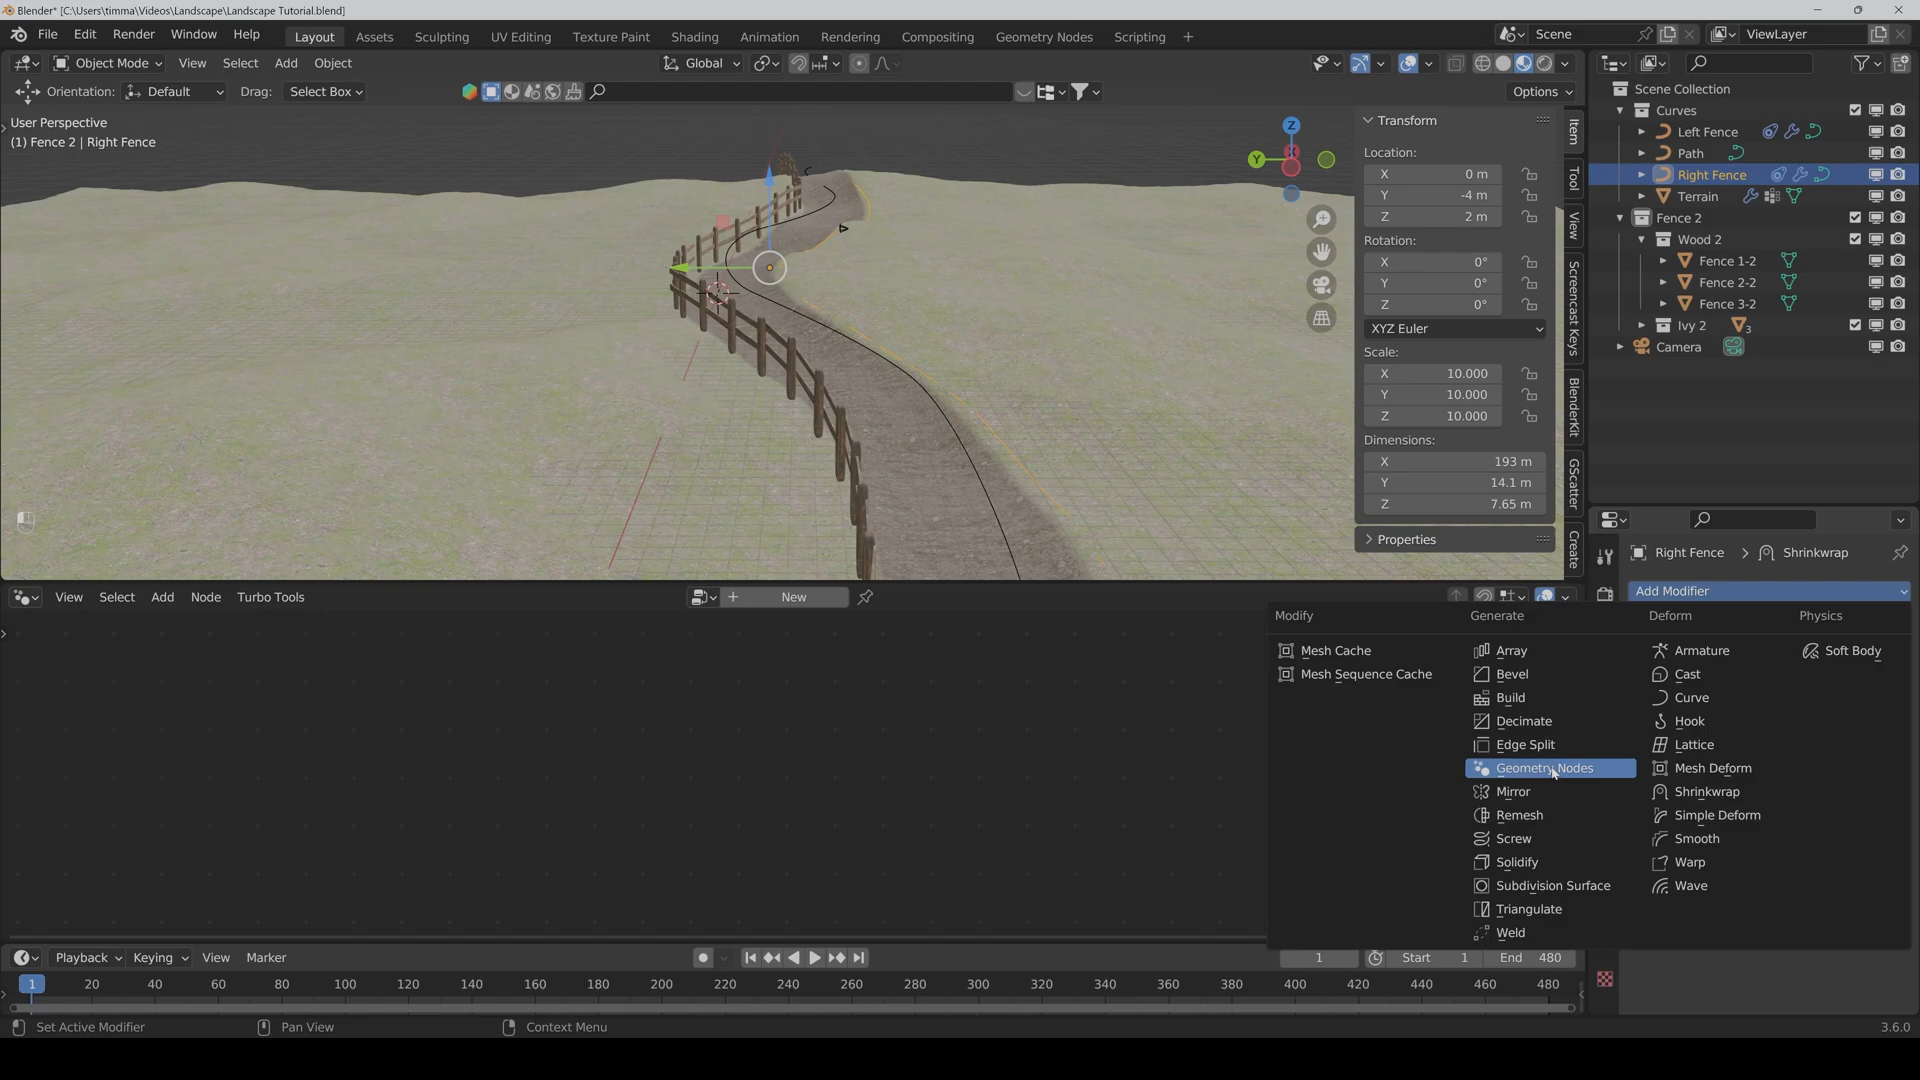 Blender* [C:\Users\timma\Videos\Landscape\Landscape Tutorial.blend]
File Edit Render Window Help Layout Assets Sculpting UV Editing Texture Paint Shading Animation Rendering Compositing Geometry Nodes Scripting + Scene ViewLayer
Object Mode View Select Add Object Global
Orientation: Default Drag: Select Box Options
User Perspective
(1) Fence 2 | Right Fence
Z
Y
X
Transform
Location:
X 0 m
Y -4 m
Z 2 m
Rotation:
X 0°
Y 0°
Z 0°
XYZ Euler
Scale:
X 10.000
Y 10.000
Z 10.000
Dimensions:
X 193 m
Y 14.1 m
Z 7.65 m
Properties
Item
Tool
View
Screencast Keys
BlenderKit
GScatter
Create
Scene Collection
Curves
Left Fence
Path
Right Fence
Terrain
Fence 2
Wood 2
Fence 1-2
Fence 2-2
Fence 3-2
Ivy 2 3
Camera
Right Fence > Shrinkwrap
Add Modifier
View Select Add Node Turbo Tools + New
Modify
Mesh Cache
Mesh Sequence Cache
Generate
Array
Bevel
Build
Decimate
Edge Split
Geometry Nodes
Mirror
Remesh
Screw
Solidify
Subdivision Surface
Triangulate
Weld
Deform
Armature
Cast
Curve
Hook
Lattice
Mesh Deform
Shrinkwrap
Simple Deform
Smooth
Warp
Wave
Physics
Soft Body
Playback Keying View Marker 1 Start 1 End 480
1 20 40 60 80 100 120 140 160 180 200 220 240 260 280 300 320 340 360 380 400 420 440 460 480
Set Active Modifier Pan View Context Menu 3.6.0